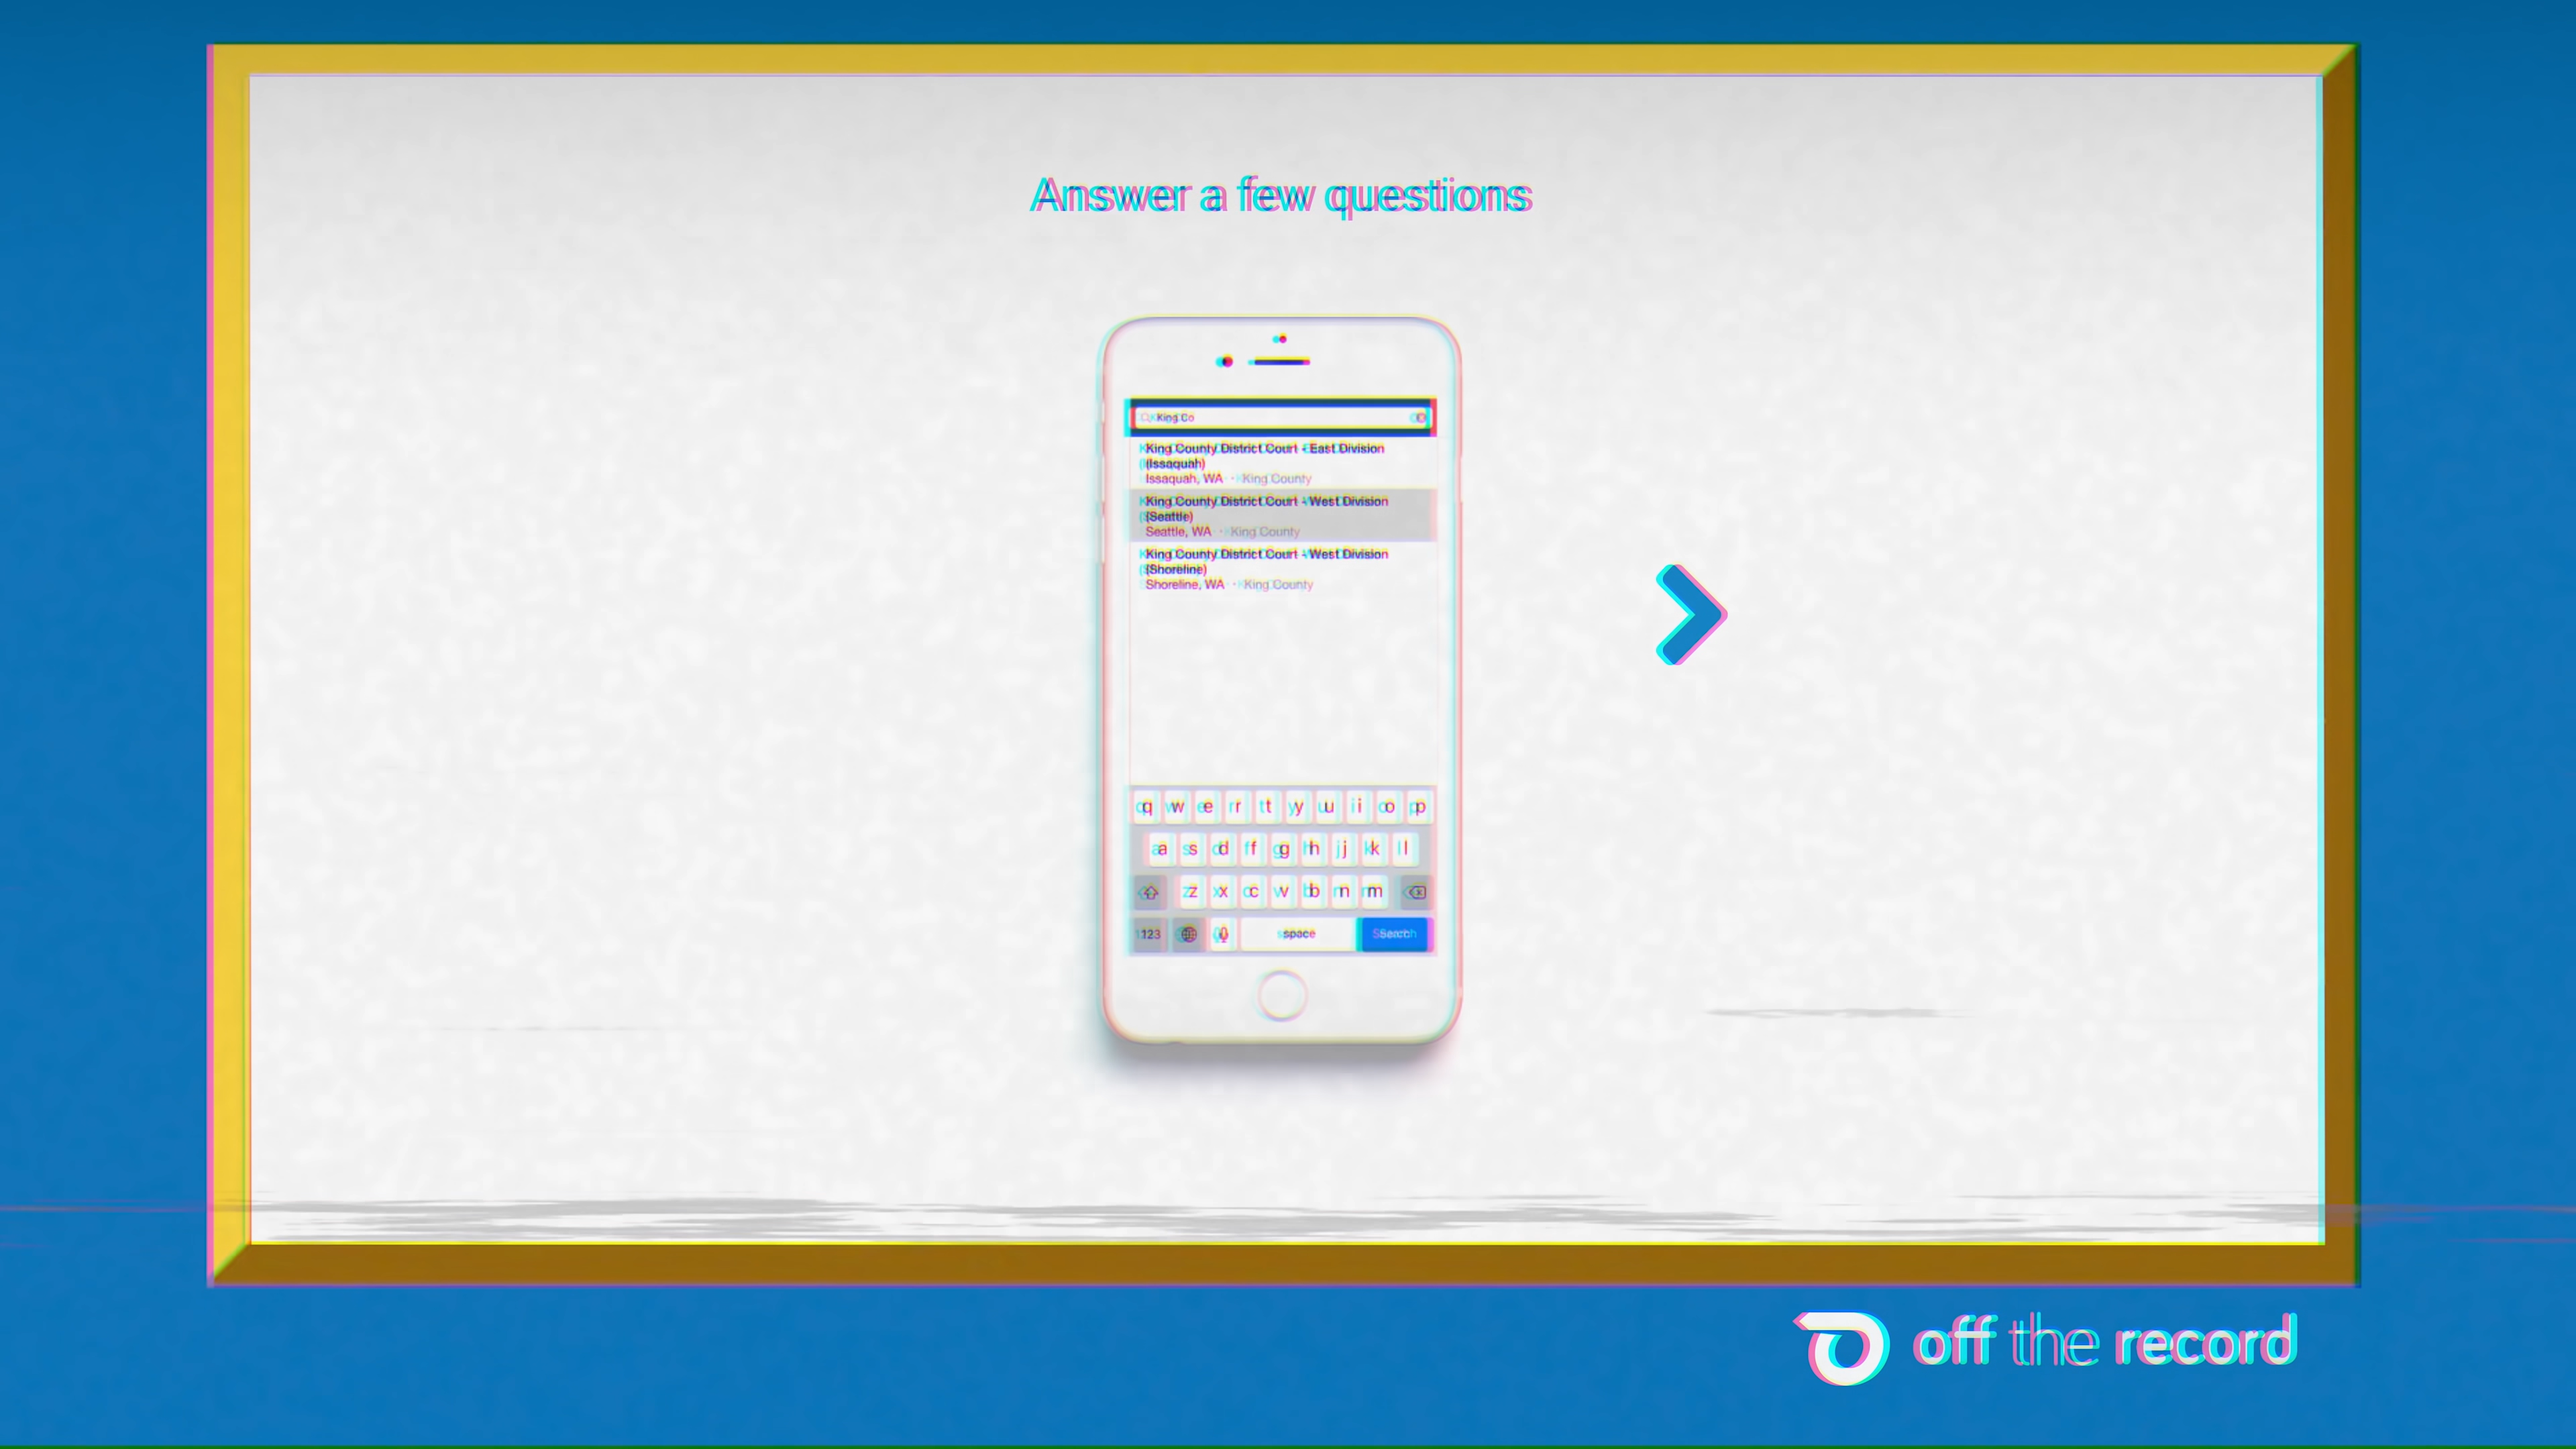 Answer a few questions
King Co
King County District Court - East Division
(Issaquah)
Issaquah, WA · King County
King County District Court - West Division
(Seattle)
Seattle, WA · King County
King County District Court - West Division
(Shoreline)
Shoreline, WA · King County
q w e r t y u i o p
a s d f g h j k l
z x c v b n m
123 space Search
off the record